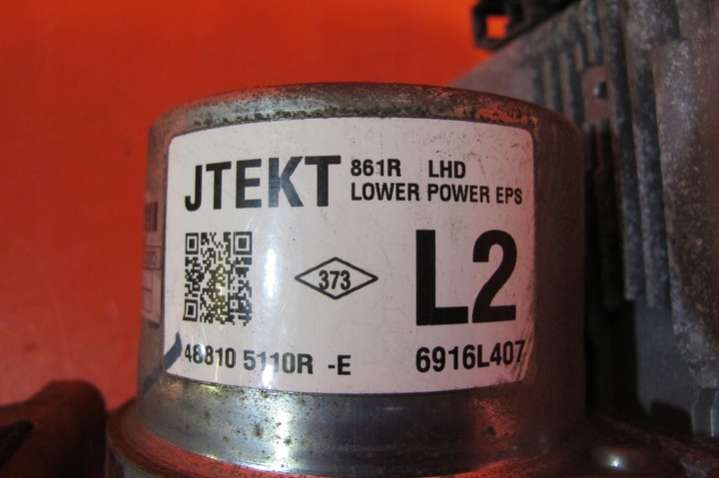 JTEKT 861R LHD
LOWER POWER EPS
373
L2
48810 5110R -E
6916L407